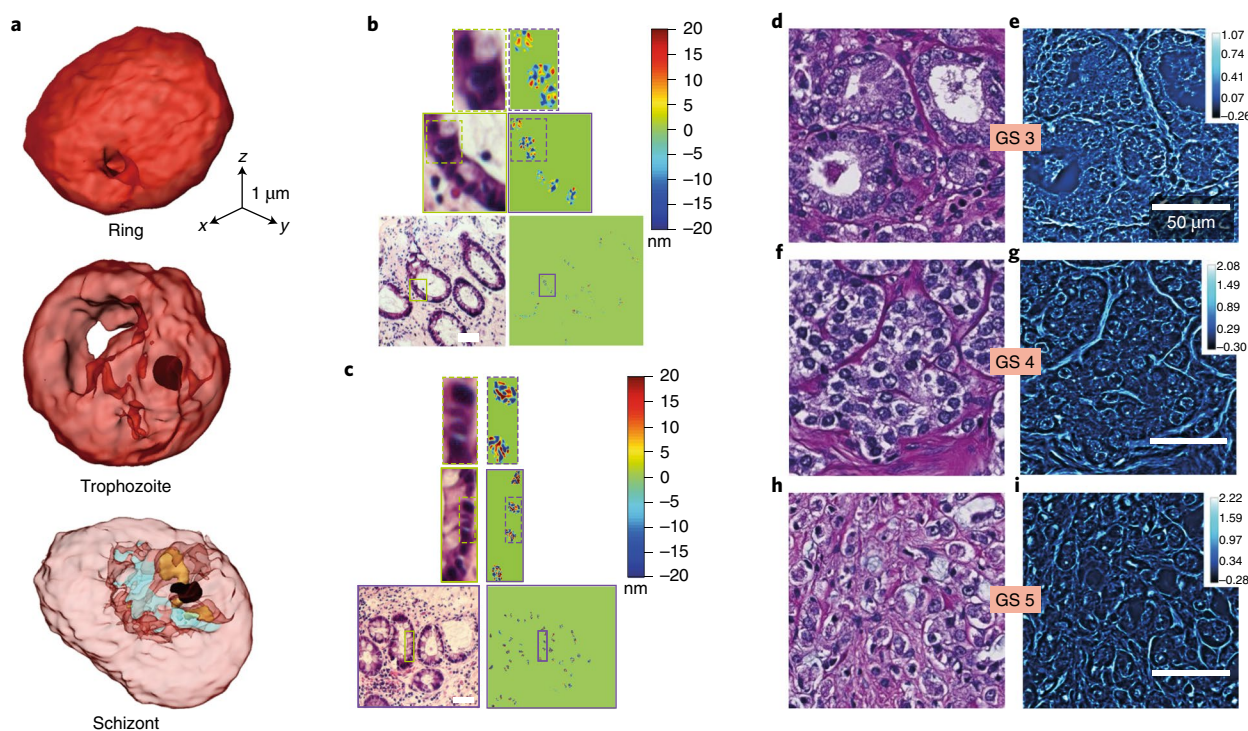 a
z
1 µm
x
y
Ring
Trophozoite
Schizont
b
20
15
10
5
0
–5
–10
–15
–20
nm
c
20
15
10
5
0
–5
–10
–15
–20
nm
d
e
1.07
0.74
0.41
0.07
–0.26
GS 3
50 µm
f
g
2.08
1.49
0.89
0.29
–0.30
GS 4
h
i
2.22
1.59
0.97
0.34
–0.28
GS 5